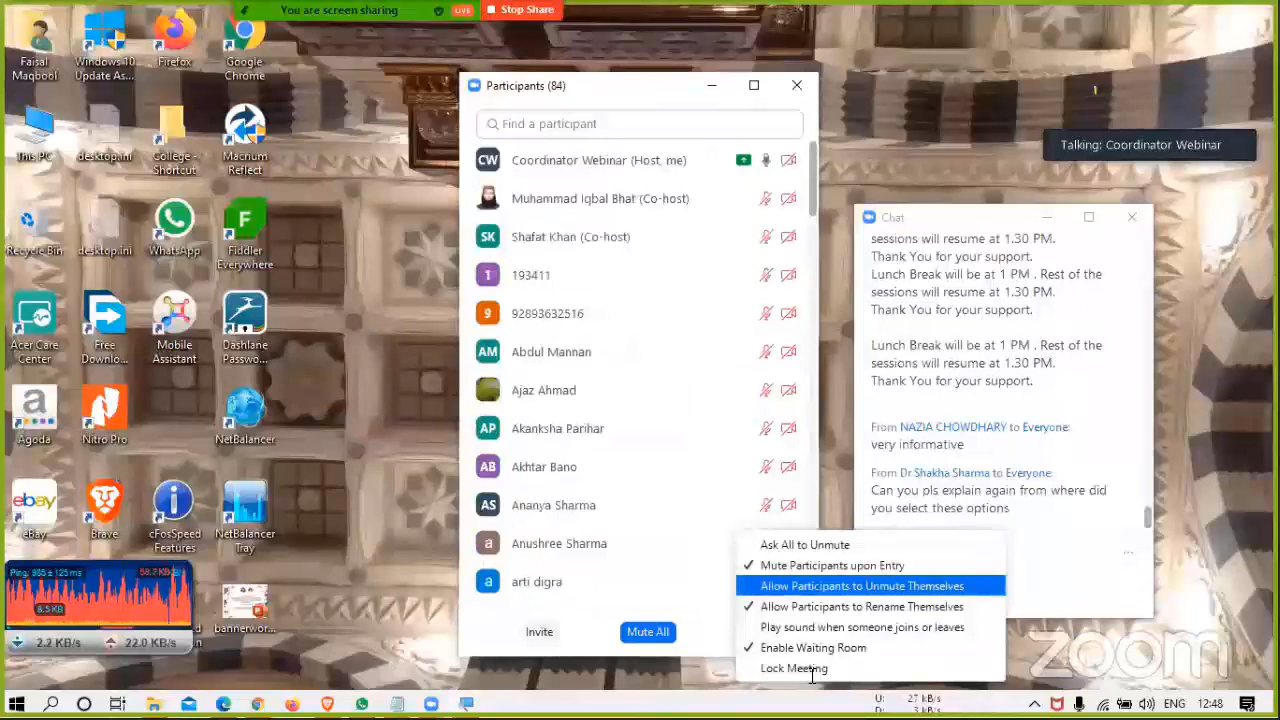 You are screen sharing
LIVE
Stop Share
Faisal
Maqbool
Windows 10
Update As...
Firefox
Google
Chrome
This PC
desktop.ini
College -
Shortcut
Macrium
Reflect
Recycle Bin
desktop.ini
WhatsApp
Fiddler
Everywhere
Acer Care
Center
Free
Downlo...
Mobile
Assistant
Dashlane
Passwo...
Agoda
Nitro Pro
NetBalancer
ebay
eBay
Brave
cFosSpeed
Features
NetBalancer
Tray
bannerwor...
Participants (84)
Find a participant
CW Coordinator Webinar (Host, me)
Muhammad Iqbal Bhat (Co-host)
SK Shafat Khan (Co-host)
1 193411
9 92893632516
AM Abdul Mannan
Ajaz Ahmad
AP Akanksha Parihar
AB Akhtar Bano
AS Ananya Sharma
a Anushree Sharma
a arti digra
Invite
Mute All
Ask All to Unmute
Mute Participants upon Entry
Allow Participants to Unmute Themselves
Allow Participants to Rename Themselves
Play sound when someone joins or leaves
Enable Waiting Room
Lock Meeting
Talking: Coordinator Webinar
Chat
sessions will resume at 1.30 PM.
Thank You for your support.
Lunch Break will be at 1 PM . Rest of the
sessions will resume at 1.30 PM.
Thank You for your support.
Lunch Break will be at 1 PM . Rest of the
sessions will resume at 1.30 PM.
Thank You for your support.
From NAZIA CHOWDHARY to Everyone:
very informative
From Dr Shakha Sharma to Everyone:
Can you pls explain again from where did
you select these options
zoom
2.2 KB/s
22.0 KB/s
U: 27 kB/s
ENG
12:48